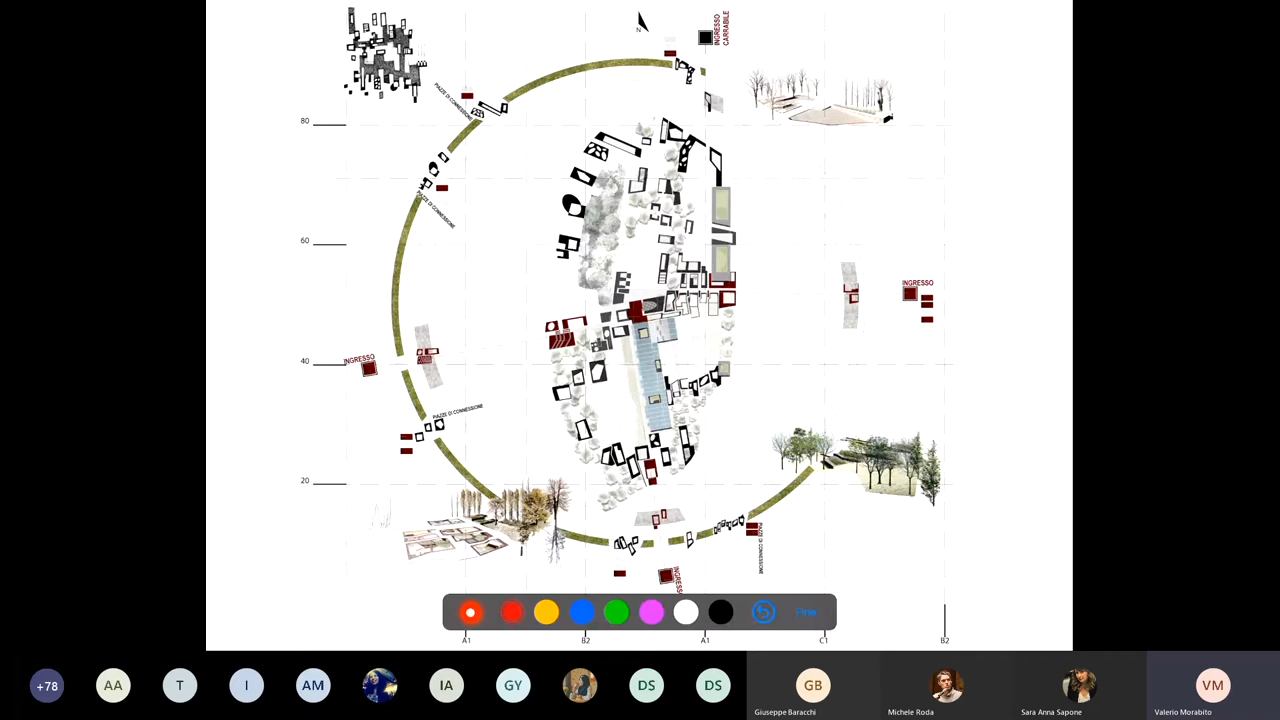 N
INGRESSO
CARRABILE
PIAZZE DI CONNESSIONE
80
PIAZZE DI CONNESSIONE
60
INGRESSO
INGRESSO
40
PIAZZE DI CONNESSIONE
20
PIAZZE DI CONNESSIONE
INGRESSO
Fine
A1
B2
A1
C1
B2
+78
AA
T
I
AM
IA
GY
DS
DS
GB
VM
Giuseppe Baracchi
Michele Roda
Sara Anna Sapone
Valerio Morabito